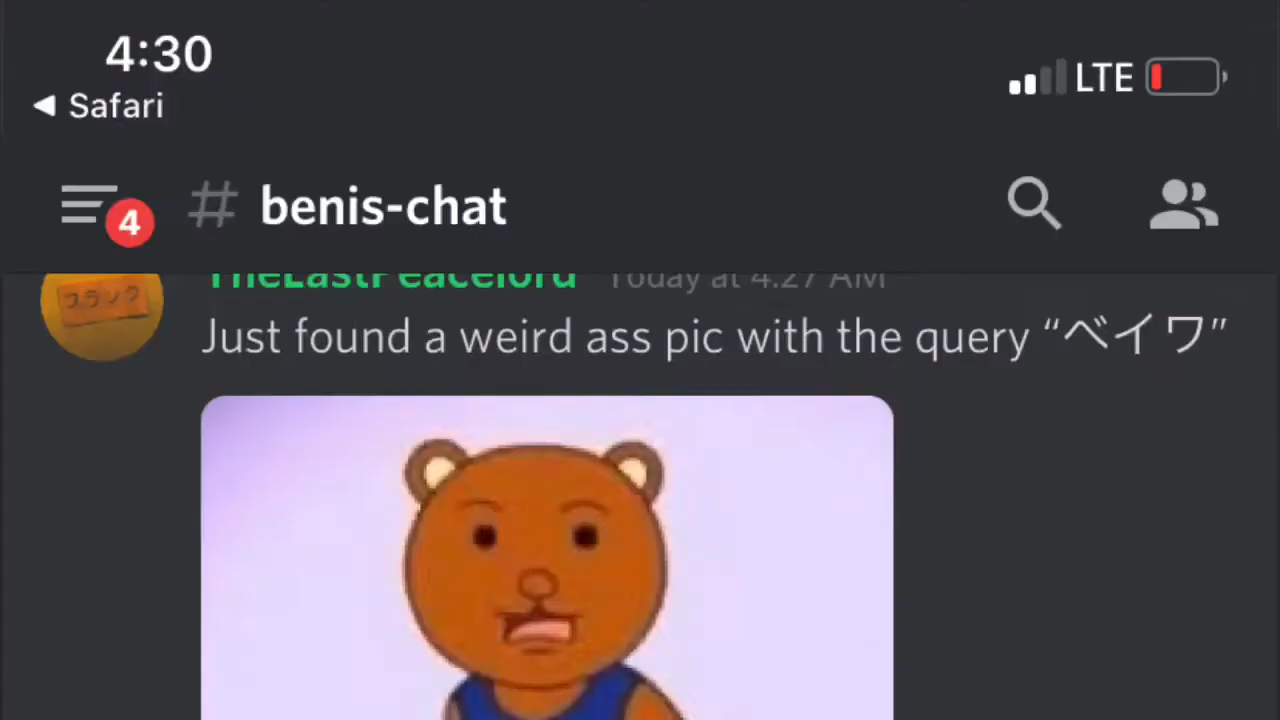 4:30
LTE
◀ Safari
4
# benis-chat
TheLastPeacelord Today at 4:27 AM
Just found a weird ass pic with the query “ベイワ”